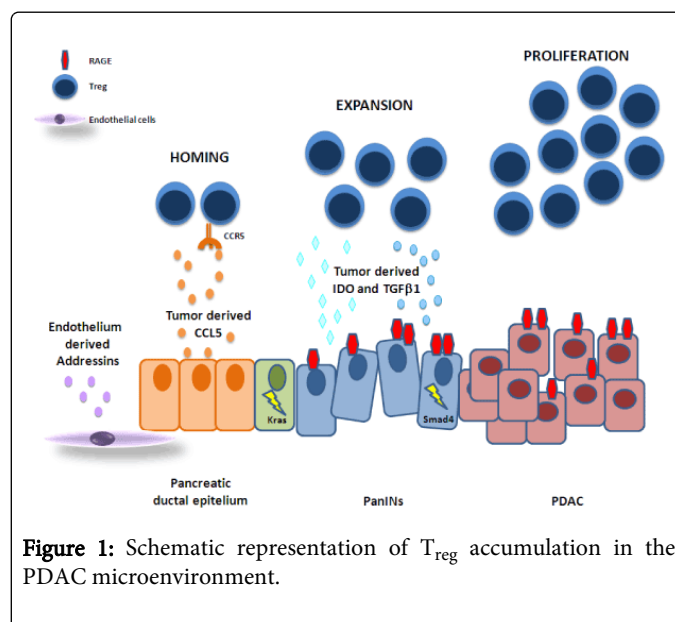 RAGE
Treg
Endothelial cells
HOMING
EXPANSION
PROLIFERATION
CCR5
Tumor derived
CCL5
Tumor derived
IDO and TGFβ1
Endothelium
derived
Addressins
Kras
Smad4
Pancreatic
ductal epitelium
PanINs
PDAC
Figure 1: Schematic representation of Treg accumulation in the
PDAC microenvironment.